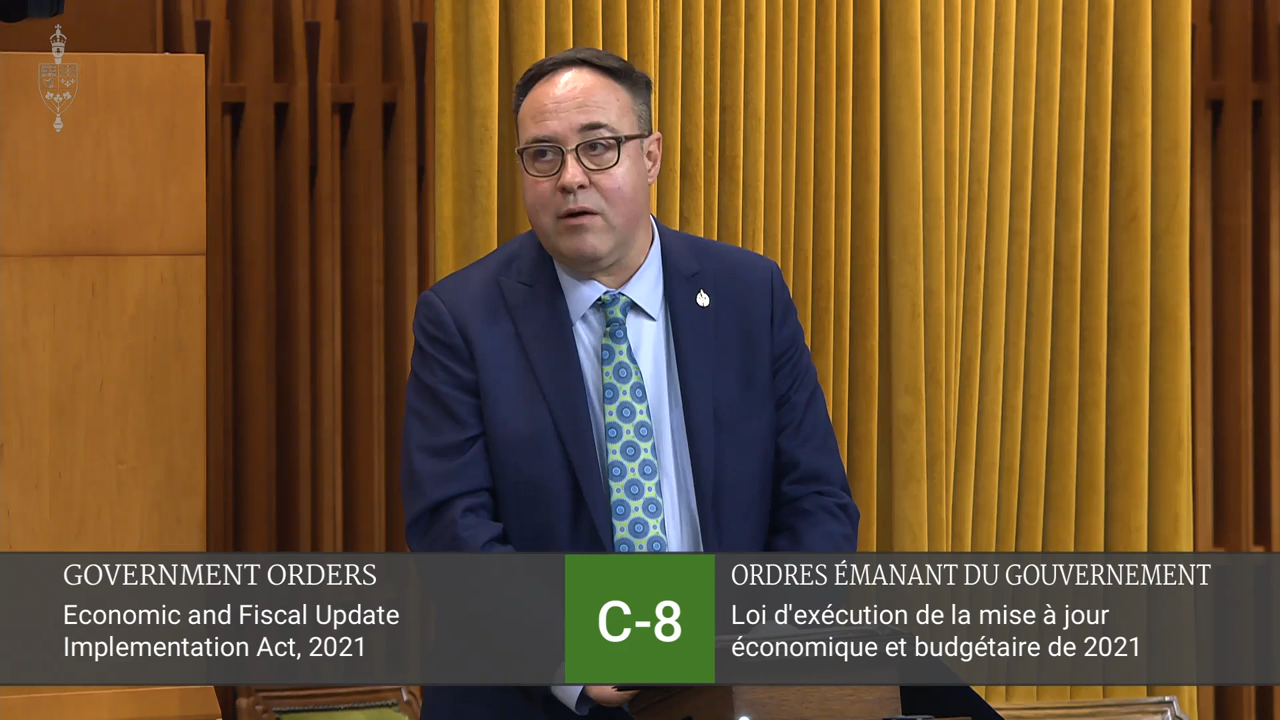 GOVERNMENT ORDERS
Economic and Fiscal Update
Implementation Act, 2021
C-8
ORDRES ÉMANANT DU GOUVERNEMENT
Loi d'exécution de la mise à jour
économique et budgétaire de 2021